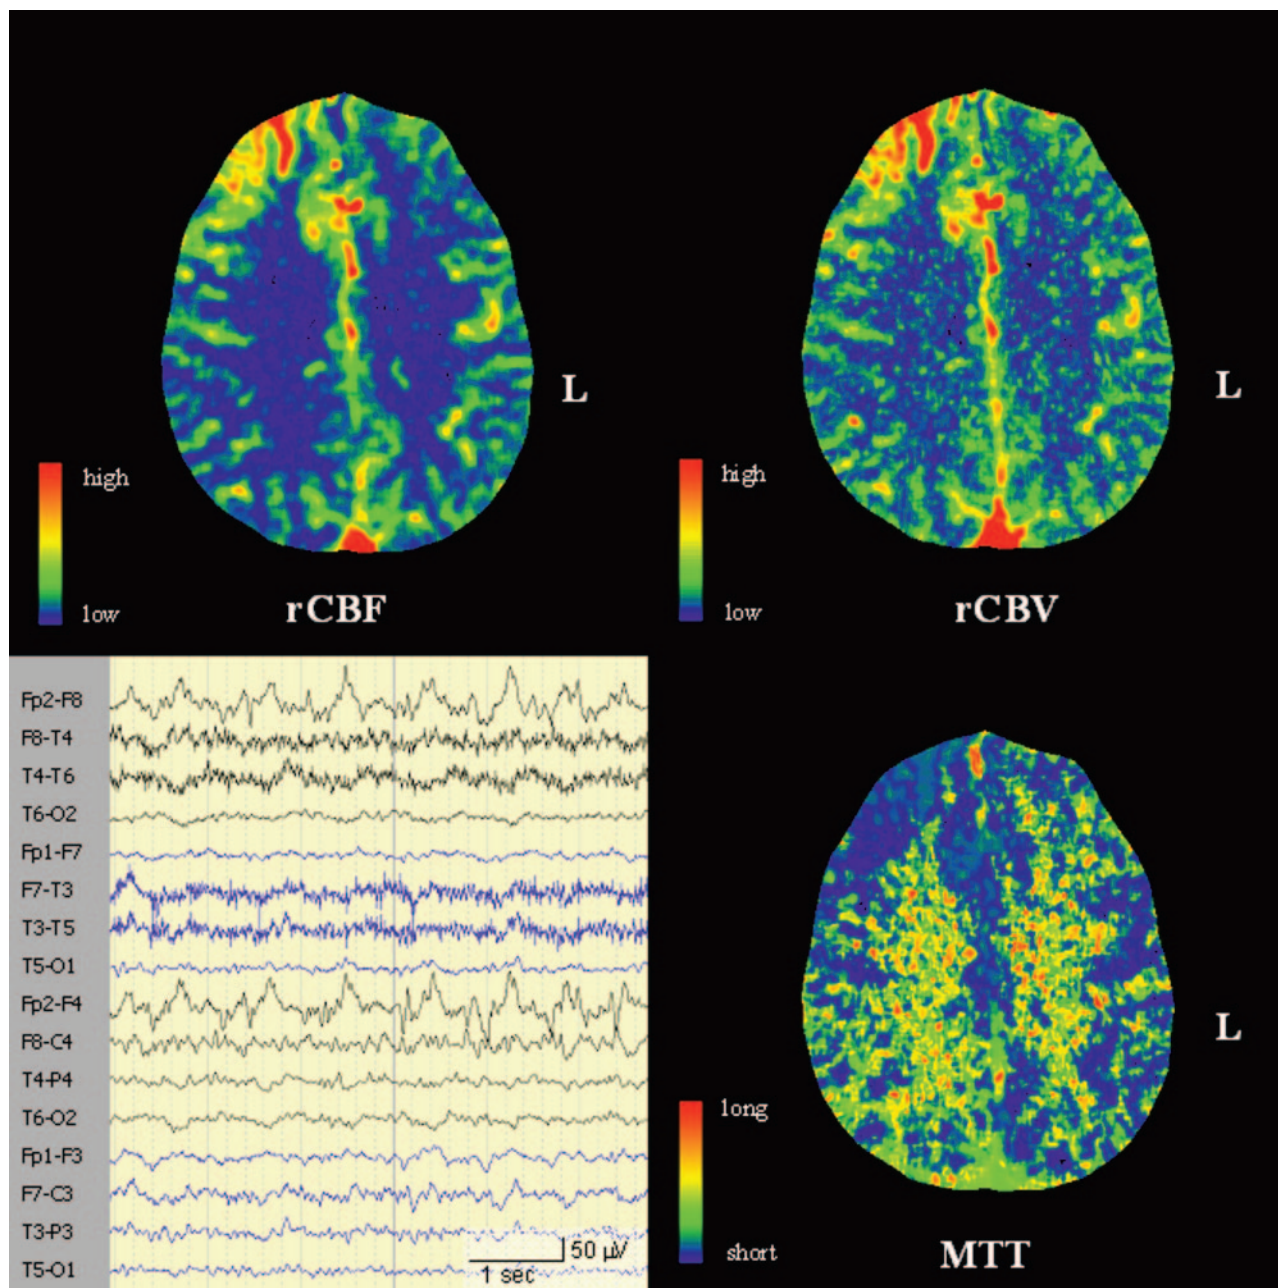 L
high
low
rCBF
L
high
low
rCBV
Fp2-F8
F8-T4
T4-T6
T6-O2
Fp1-F7
F7-T3
T3-T5
T5-O1
Fp2-F4
F8-C4
T4-P4
T6-O2
Fp1-F3
F7-C3
T3-P3
T5-O1
50 µV
1 sec
L
long
short
MTT